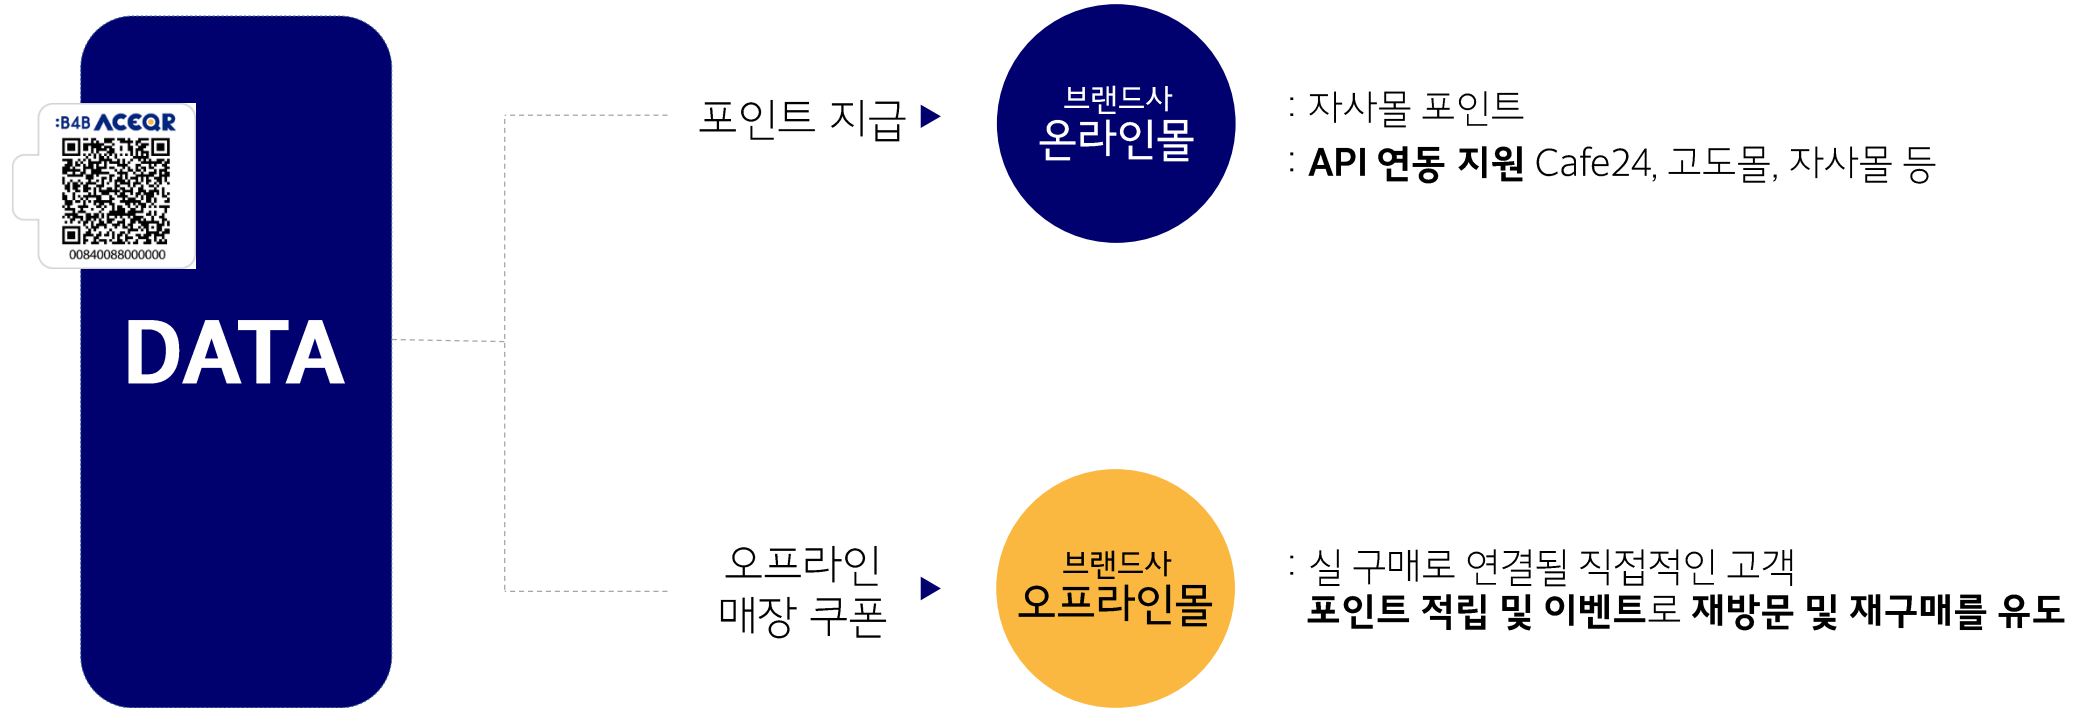 :B4B ACEQR
00840088000000
DATA
포인트 지급
브랜드사
온라인몰
: 자사몰 포인트
: API 연동 지원 Cafe24, 고도몰, 자사몰 등
오프라인
매장 쿠폰
브랜드사
오프라인몰
: 실 구매로 연결될 직접적인 고객
포인트 적립 및 이벤트로 재방문 및 재구매를 유도